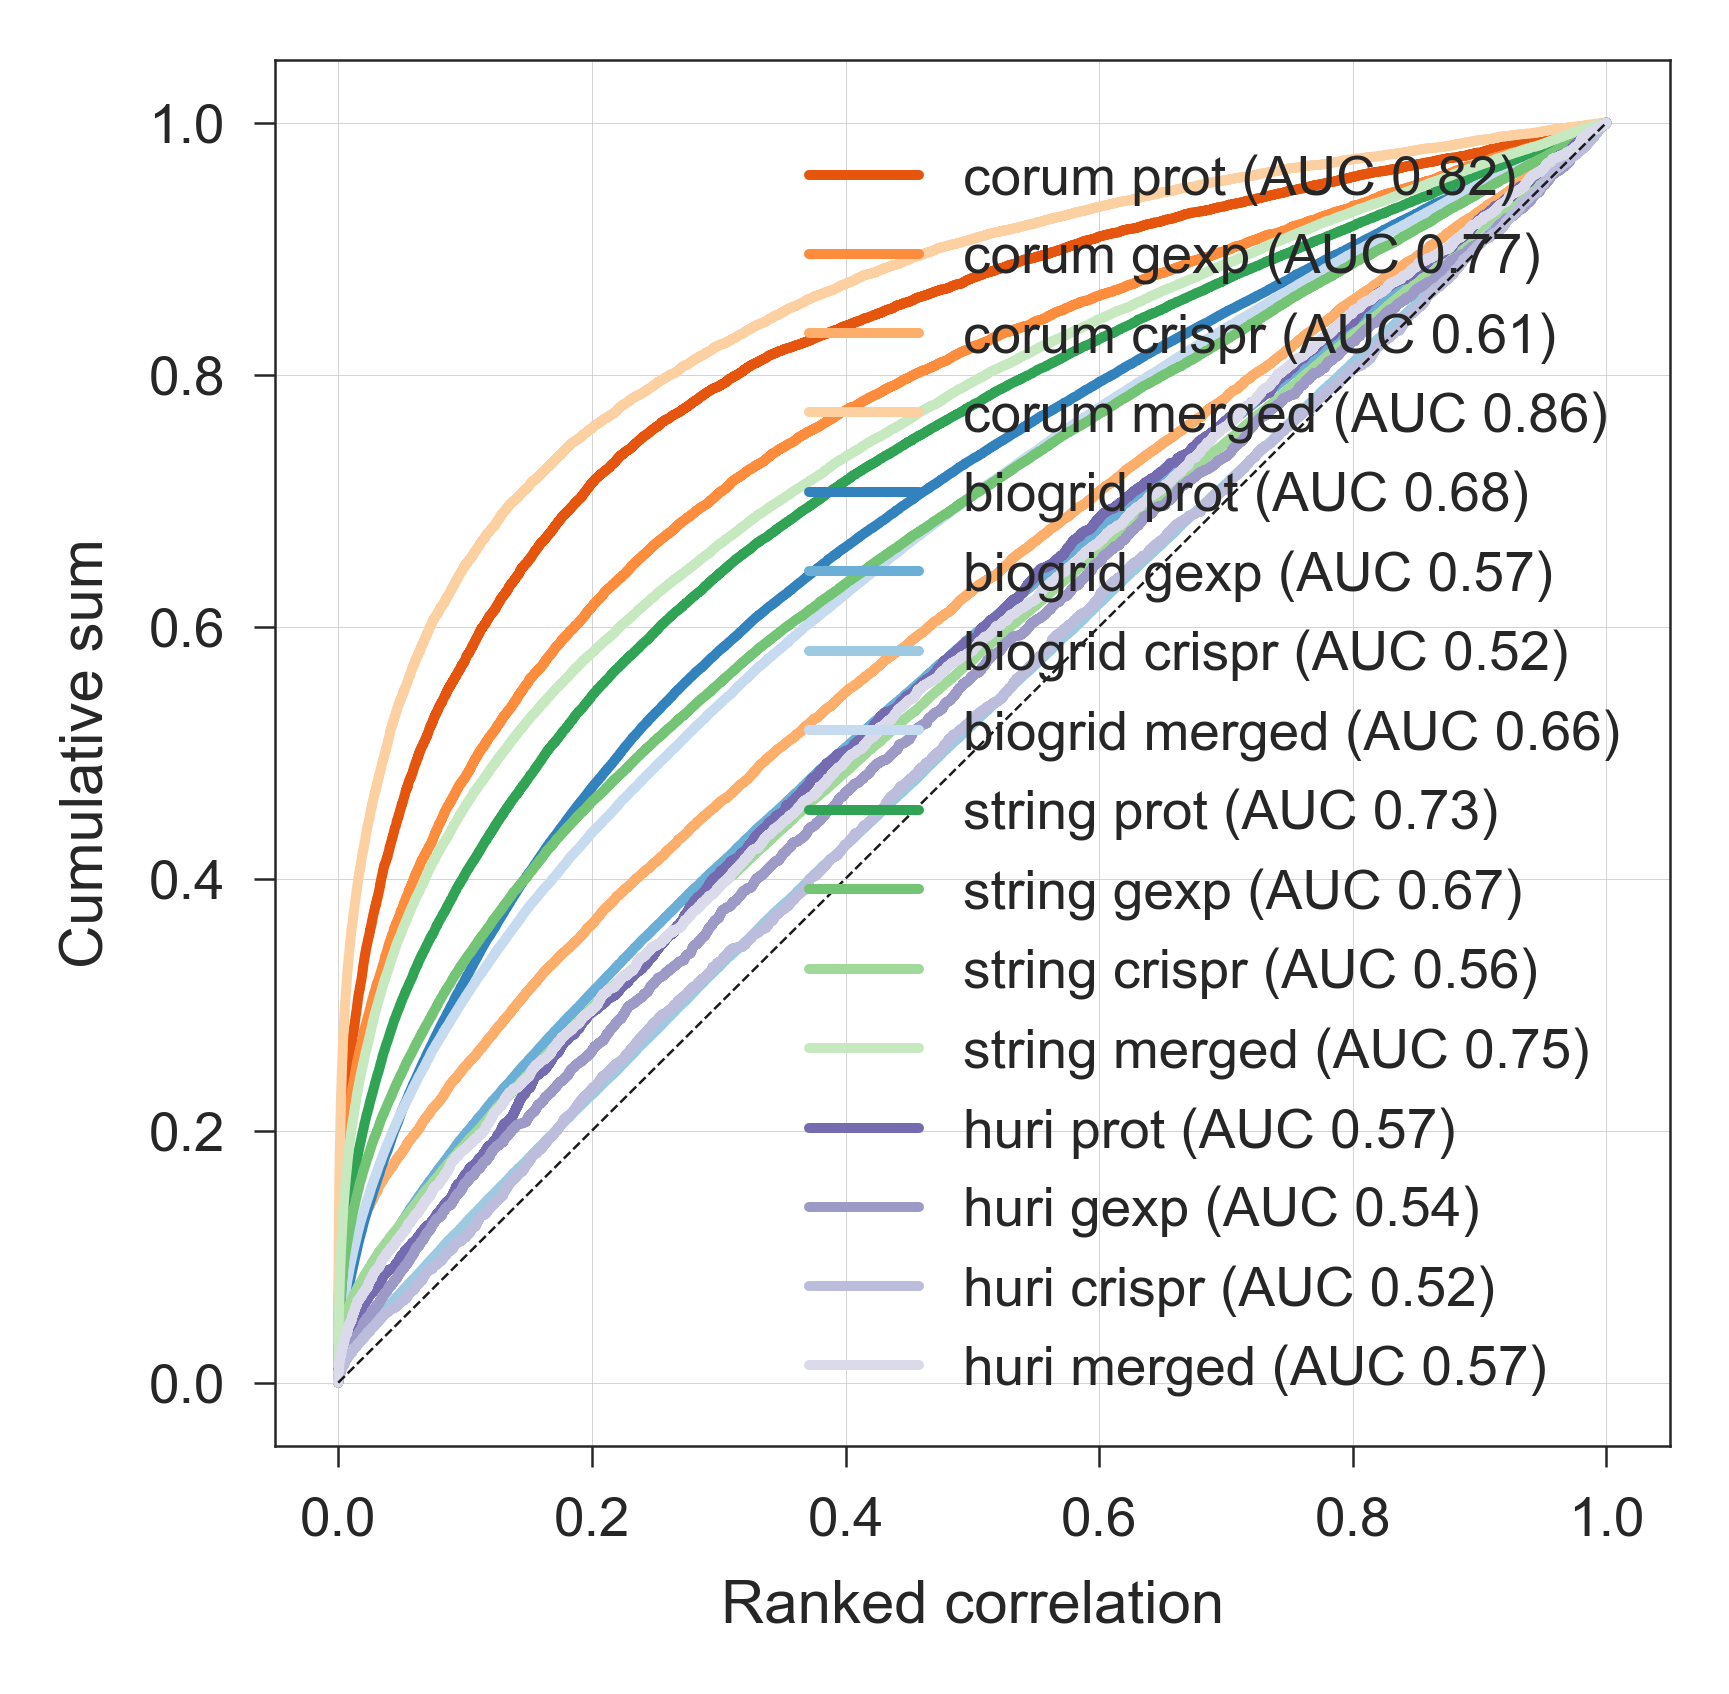 Cumulative sum
1.0
0.8
0.6
0.4
0.2
0.0
corum prot (AUC 0.82)
corum gexp (AUC 0.77)
corum crispr (AUC 0.61)
corum merged (AUC 0.86)
biogrid prot (AUC 0.68)
biogrid gexp (AUC 0.57)
biogrid crispr (AUC 0.52)
biogrid merged (AUC 0.66)
string prot (AUC 0.73)
string gexp (AUC 0.67)
string crispr (AUC 0.56)
string merged (AUC 0.75)
huri prot (AUC 0.57)
huri gexp (AUC 0.54)
huri crispr (AUC 0.52)
huri merged (AUC 0.57)
0.0 0.2 0.4 0.6 0.8 1.0
Ranked correlation